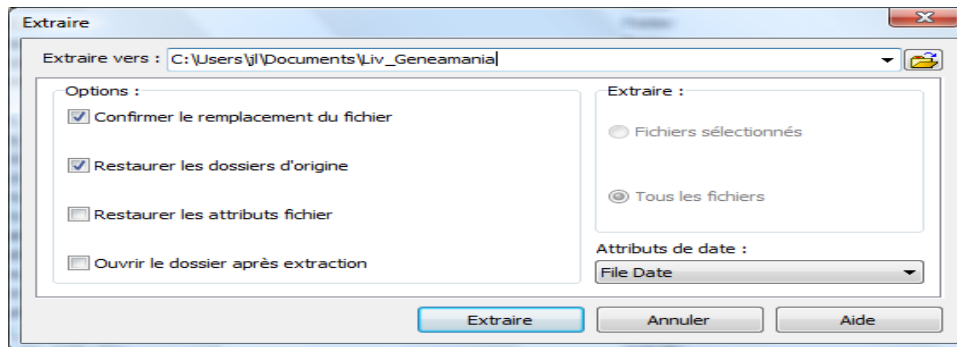 Extraire
Extraire vers : C:\Users\jl\Documents\Liv_Geneamania
Options :
Confirmer le remplacement du fichier
Restaurer les dossiers d'origine
Restaurer les attributs fichier
Ouvrir le dossier après extraction
Extraire :
Fichiers sélectionnés
Tous les fichiers
Attributs de date :
File Date
Extraire Annuler Aide